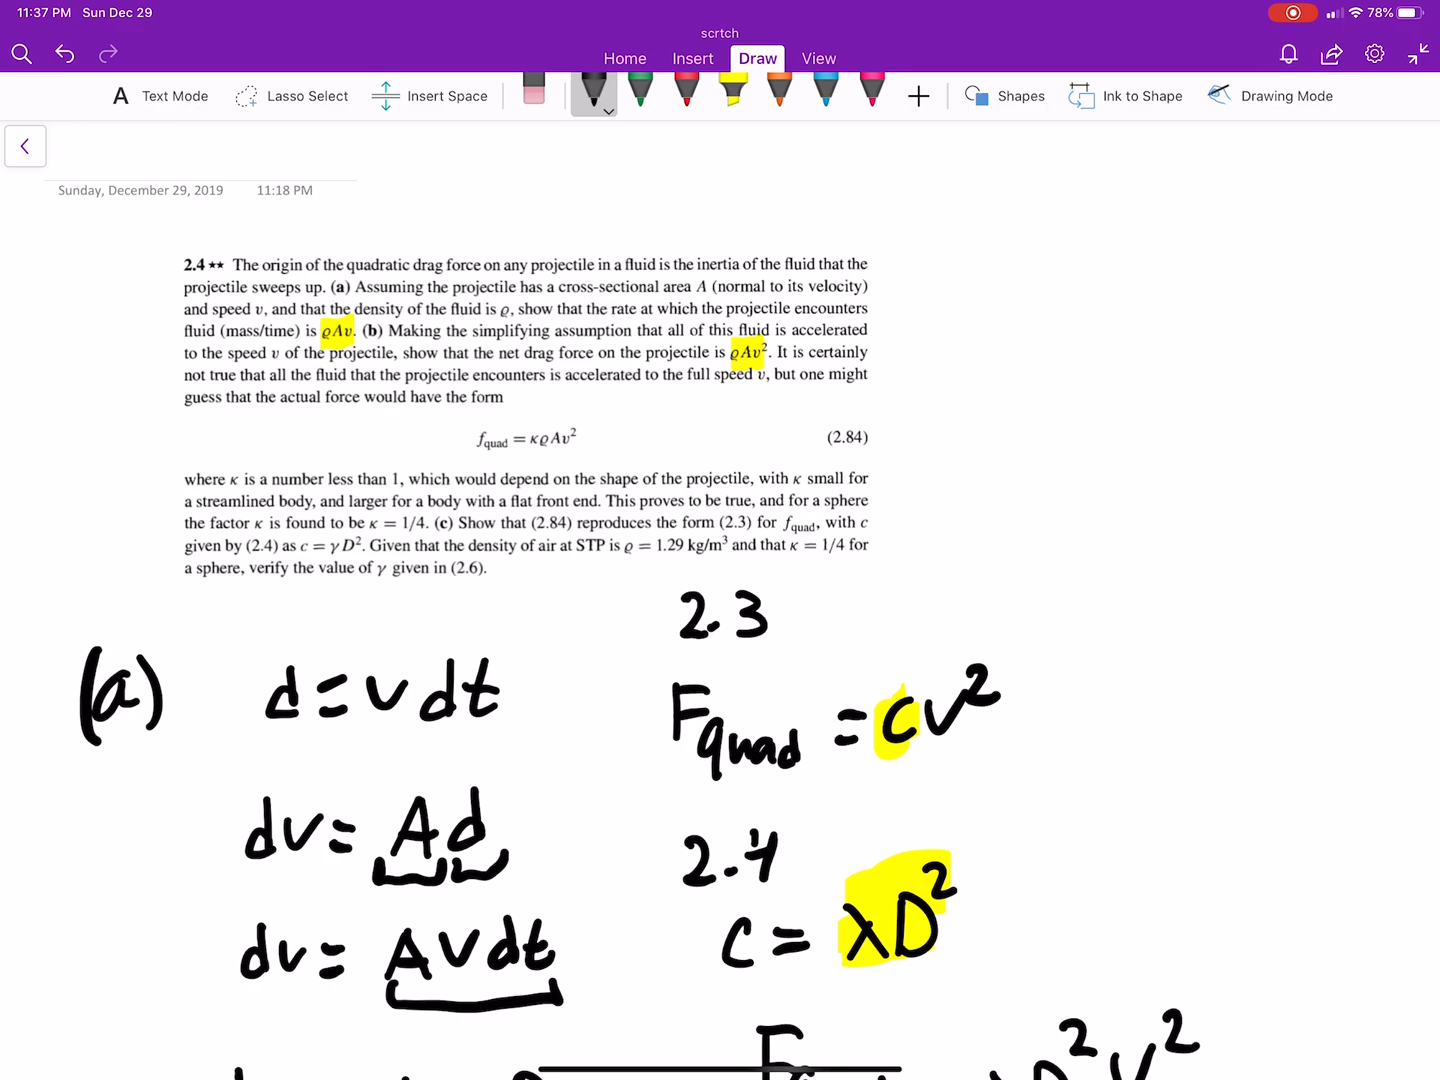 11:37 PM Sun Dec 29
78%
scrtch
Home Insert Draw View
Text Mode Lasso Select Insert Space Shapes Ink to Shape Drawing Mode
Sunday, December 29, 2019 11:18 PM
2.4 ★★ The origin of the quadratic drag force on any projectile in a fluid is the inertia of the fluid that the
projectile sweeps up. (a) Assuming the projectile has a cross-sectional area A (normal to its velocity)
and speed v, and that the density of the fluid is ϱ, show that the rate at which the projectile encounters
fluid (mass/time) is ϱAv. (b) Making the simplifying assumption that all of this fluid is accelerated
to the speed v of the projectile, show that the net drag force on the projectile is ϱAv². It is certainly
not true that all the fluid that the projectile encounters is accelerated to the full speed v, but one might
guess that the actual force would have the form
f_quad = κϱAv² (2.84)
where κ is a number less than 1, which would depend on the shape of the projectile, with κ small for
a streamlined body, and larger for a body with a flat front end. This proves to be true, and for a sphere
the factor κ is found to be κ = 1/4. (c) Show that (2.84) reproduces the form (2.3) for f_quad, with c
given by (2.4) as c = γD². Given that the density of air at STP is ϱ = 1.29 kg/m³ and that κ = 1/4 for
a sphere, verify the value of γ given in (2.6).
2.3
(a) d = v dt
F_quad = cv²
dv = Ad
2.4
dv = Avdt
c = λD²